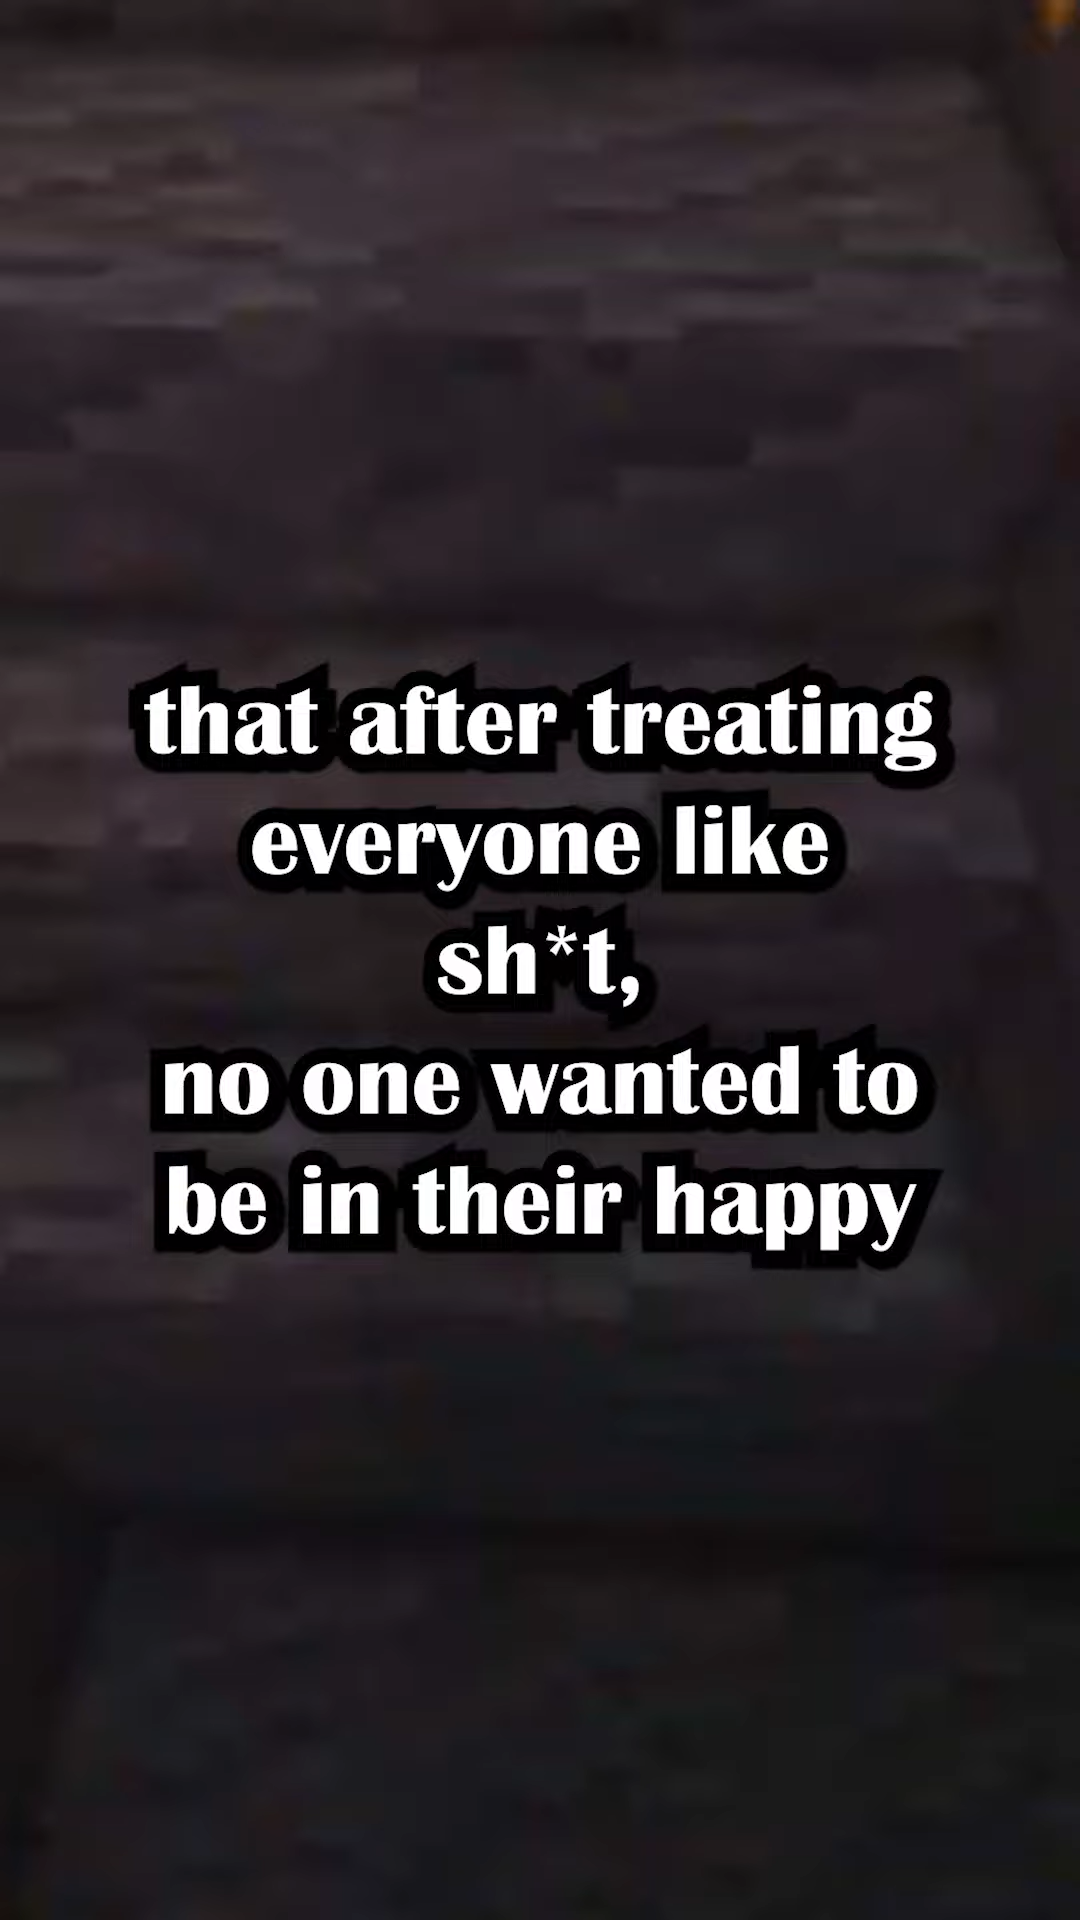 that after treating
everyone like
sh*t,
no one wanted to
be in their happy